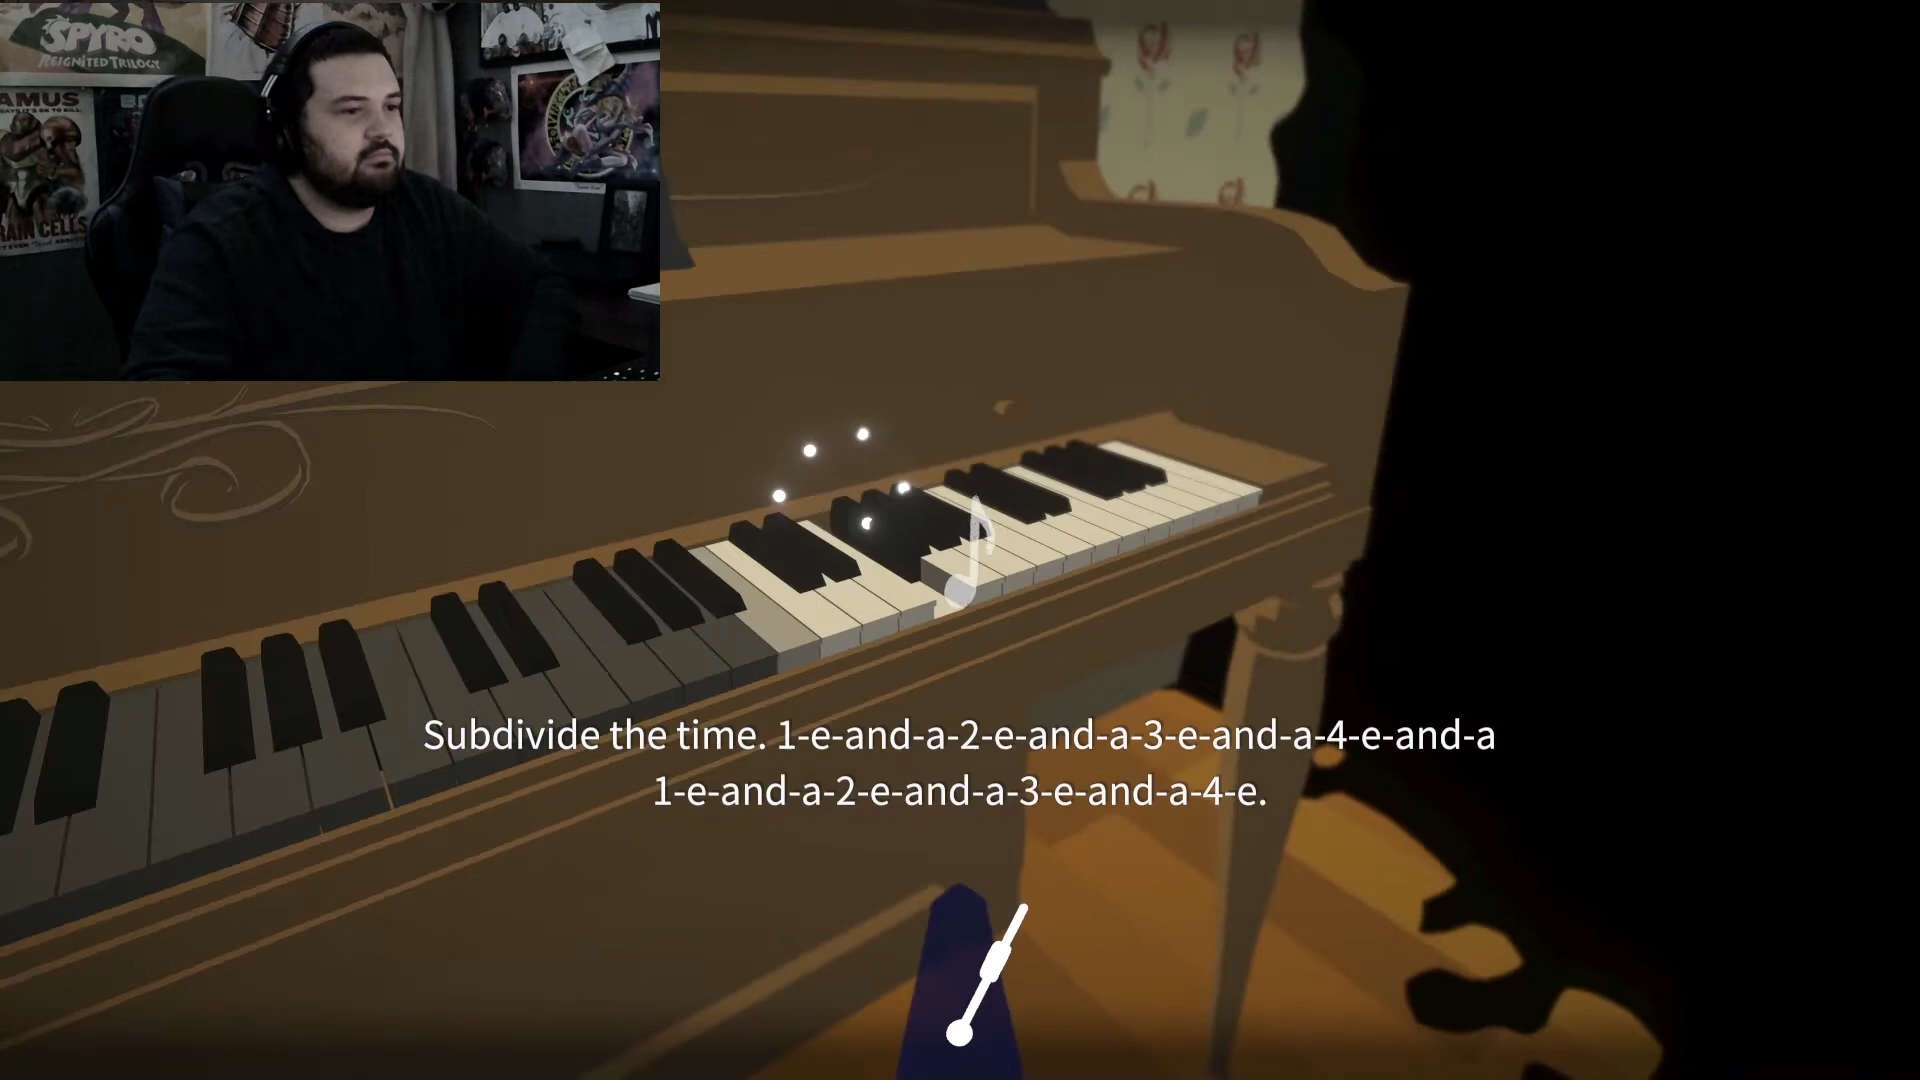 SPYRO
REIGNITED TRILOGY
AMUS
RAIN CELLS
Subdivide the time. 1-e-and-a-2-e-and-a-3-e-and-a-4-e-and-a
1-e-and-a-2-e-and-a-3-e-and-a-4-e.